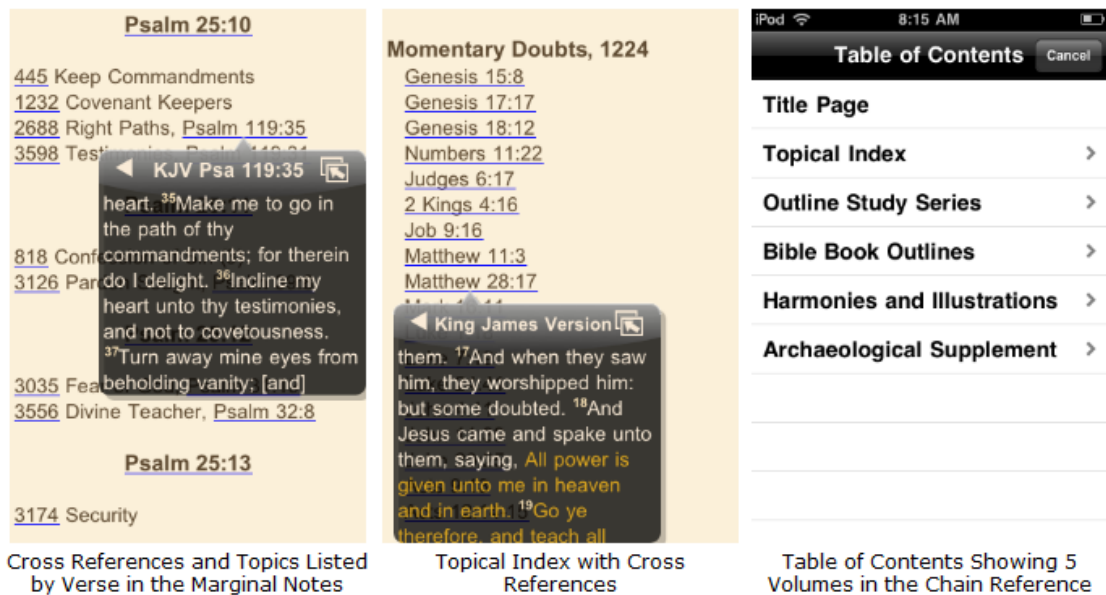 Psalm 25:10
445 Keep Commandments
1232 Covenant Keepers
2688 Right Paths, Psalm 119:35
3598
KJV Psa 119:35
heart. 35Make me to go in
the path of thy
commandments; for therein
do I delight. 36Incline my
heart unto thy testimonies,
and not to covetousness.
37Turn away mine eyes from
beholding vanity; [and]
818
3126
3035
3556 Divine Teacher, Psalm 32:8
Psalm 25:13
3174 Security
Cross References and Topics Listed
by Verse in the Marginal Notes
Momentary Doubts, 1224
Genesis 15:8
Genesis 17:17
Genesis 18:12
Numbers 11:22
Judges 6:17
2 Kings 4:16
Job 9:16
Matthew 11:3
Matthew 28:17
King James Version
them. 17And when they saw
him, they worshipped him:
but some doubted. 18And
Jesus came and spake unto
them, saying, All power is
given unto me in heaven
and in earth. 19Go ye
therefore, and teach all
Topical Index with Cross
References
iPod 8:15 AM
Table of Contents Cancel
Title Page
Topical Index
Outline Study Series
Bible Book Outlines
Harmonies and Illustrations
Archaeological Supplement
Table of Contents Showing 5
Volumes in the Chain Reference